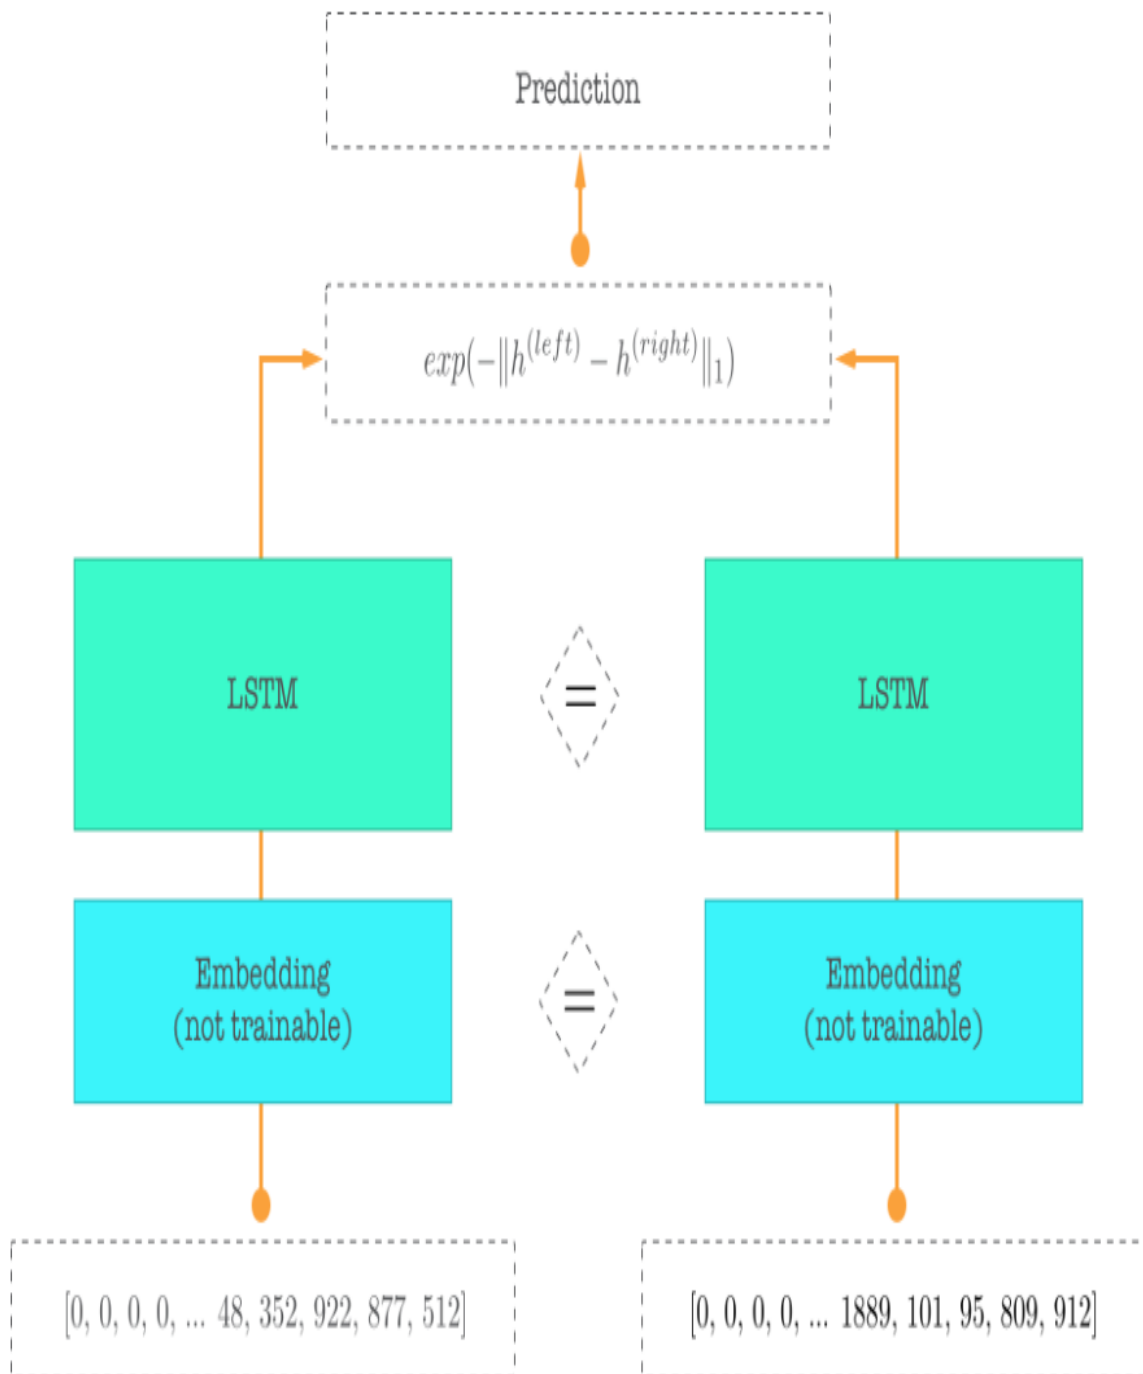 Prediction
exp(−‖h^{(left)} − h^{(right)}‖₁)
LSTM
=
LSTM
Embedding
(not trainable)
=
Embedding
(not trainable)
[0, 0, 0, 0, ... 48, 352, 922, 877, 512]
[0, 0, 0, 0, ... 1889, 101, 95, 809, 912]